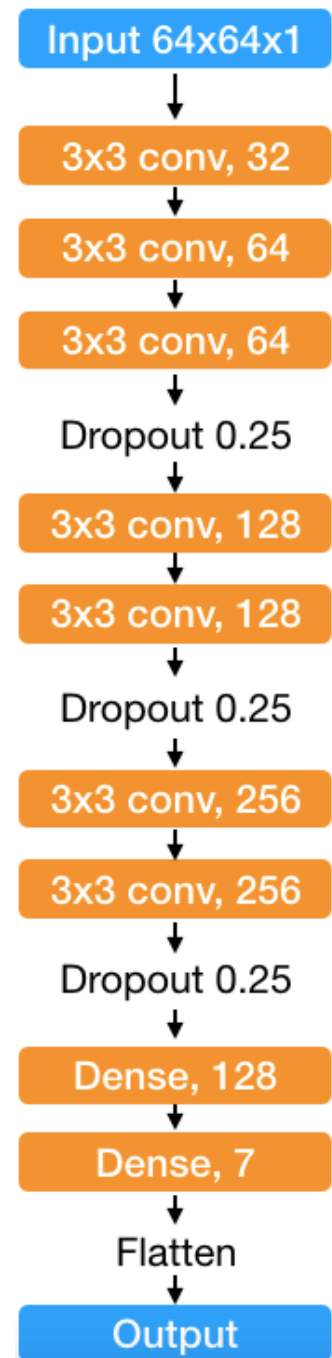 Input 64x64x1
3x3 conv, 32
3x3 conv, 64
3x3 conv, 64
Dropout 0.25
3x3 conv, 128
3x3 conv, 128
Dropout 0.25
3x3 conv, 256
3x3 conv, 256
Dropout 0.25
Dense, 128
Dense, 7
Flatten
Output